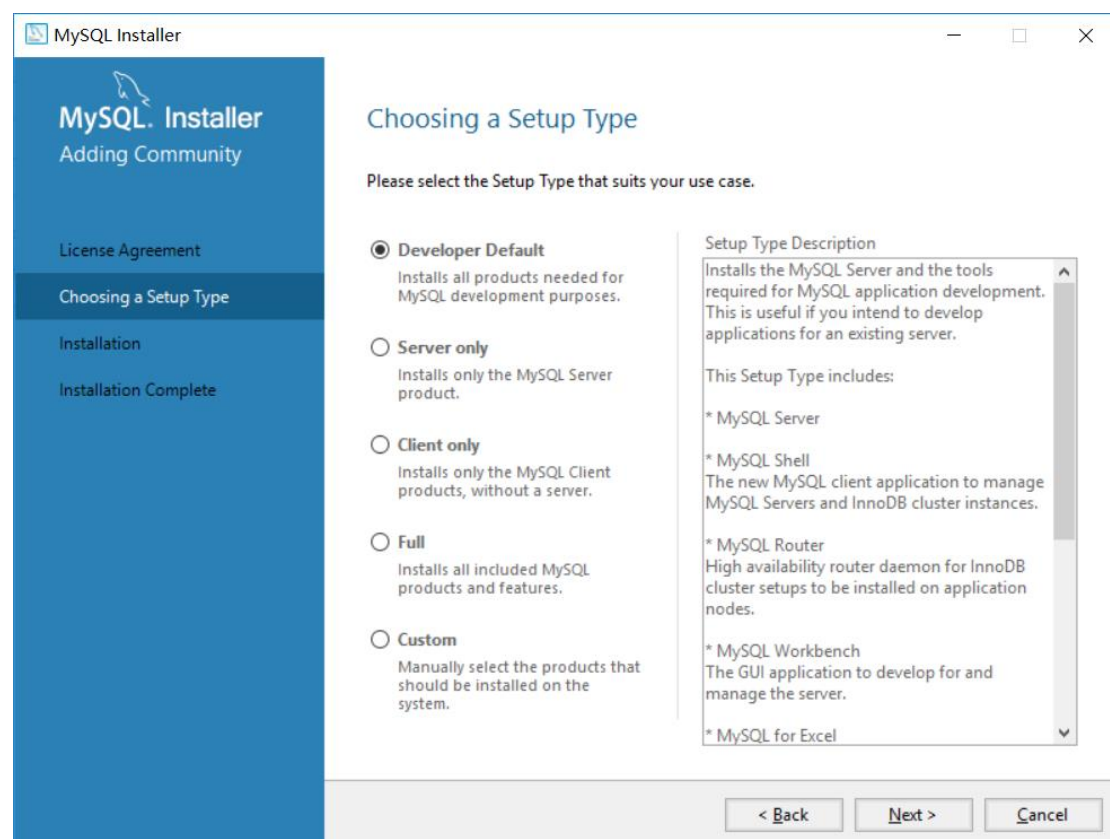 MySQL Installer
MySQL. Installer
Adding Community
License Agreement
Choosing a Setup Type
Installation
Installation Complete
Choosing a Setup Type
Please select the Setup Type that suits your use case.
Developer Default
Installs all products needed for
MySQL development purposes.
Server only
Installs only the MySQL Server
product.
Client only
Installs only the MySQL Client
products, without a server.
Full
Installs all included MySQL
products and features.
Custom
Manually select the products that
should be installed on the
system.
Setup Type Description
Installs the MySQL Server and the tools
required for MySQL application development.
This is useful if you intend to develop
applications for an existing server.
This Setup Type includes:
* MySQL Server
* MySQL Shell
The new MySQL client application to manage
MySQL Servers and InnoDB cluster instances.
* MySQL Router
High availability router daemon for InnoDB
cluster setups to be installed on application
nodes.
* MySQL Workbench
The GUI application to develop for and
manage the server.
* MySQL for Excel
< Back
Next >
Cancel